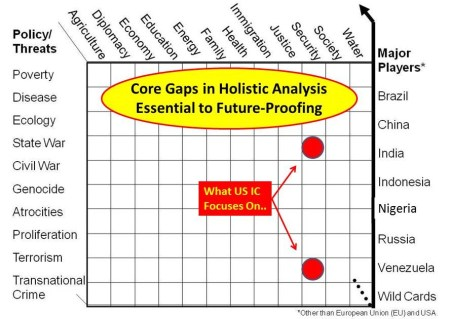 Policy/
Threats
Agriculture
Diplomacy
Economy
Education
Energy
Family
Health
Immigration
Justice
Security
Society
Water
Major
Players*
Core Gaps in Holistic Analysis
Essential to Future-Proofing
Poverty
Disease
Ecology
State War
Civil War
Genocide
Atrocities
Proliferation
Terrorism
Transnational
Crime
What US IC
Focuses On..
Brazil
China
India
Indonesia
Nigeria
Russia
Venezuela
Wild Cards
*Other than European Union (EU) and USA.